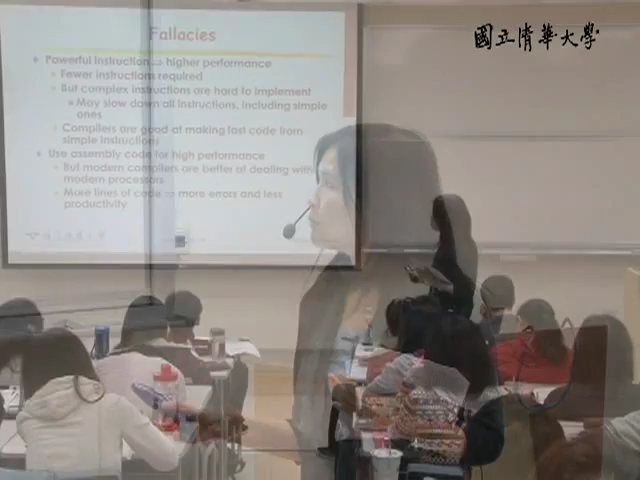 Fallacies
國立清華大學
Powerful instruction ⇒ higher performance
Fewer instructions required
But complex instructions are hard to implement
May slow down all instructions, including simple
ones
Compilers are good at making fast code from
simple instructions
Use assembly code for high performance
But modern compilers are better at dealing with
modern processors
More lines of code ⇒ more errors and less
productivity